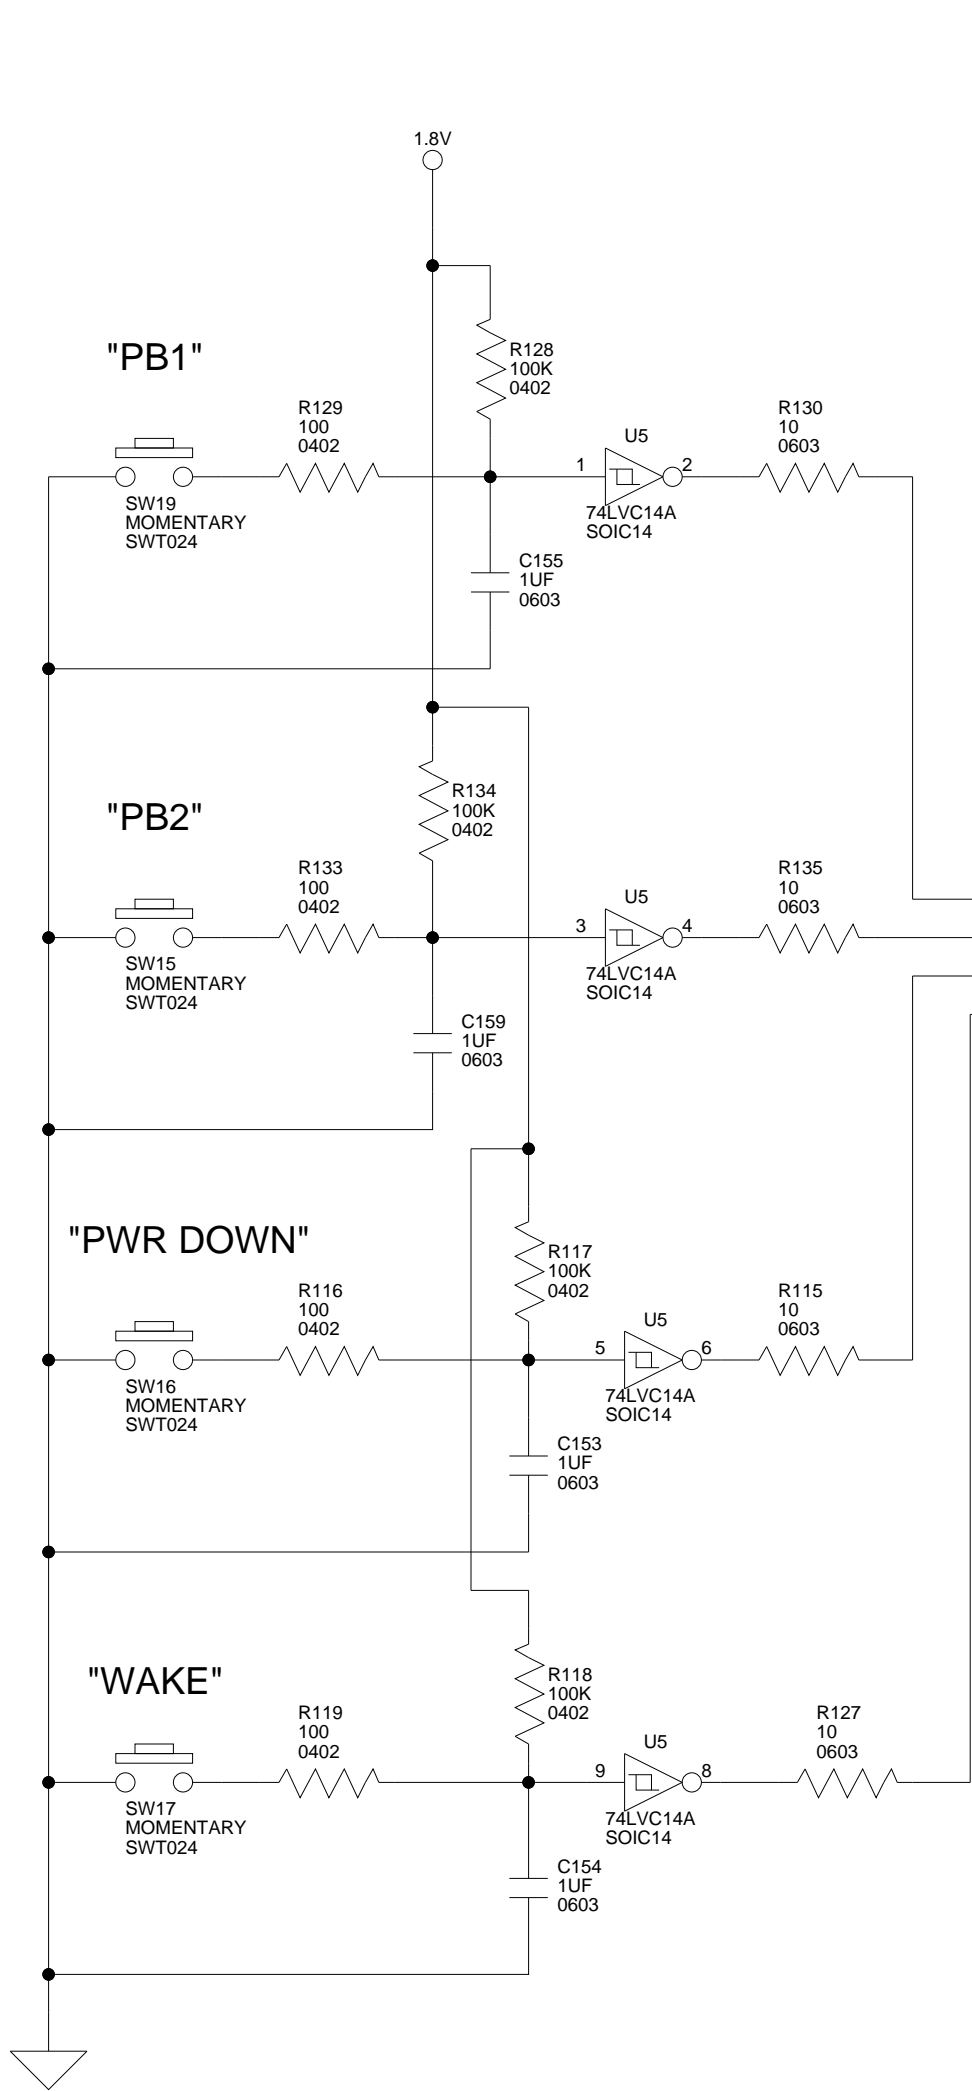 1.8V
"PB1"
R128
100K
0402
R129
100
0402
R130
10
0603
U5
1
2
SW19
MOMENTARY
SWT024
74LVC14A
SOIC14
C155
1UF
0603
"PB2"
R134
100K
0402
R133
100
0402
R135
10
0603
U5
3
4
SW15
MOMENTARY
SWT024
74LVC14A
SOIC14
C159
1UF
0603
"PWR DOWN"
R117
100K
0402
R116
100
0402
R115
10
0603
U5
5
6
SW16
MOMENTARY
SWT024
74LVC14A
SOIC14
C153
1UF
0603
"WAKE"
R118
100K
0402
R119
100
0402
R127
10
0603
U5
9
8
SW17
MOMENTARY
SWT024
74LVC14A
SOIC14
C154
1UF
0603